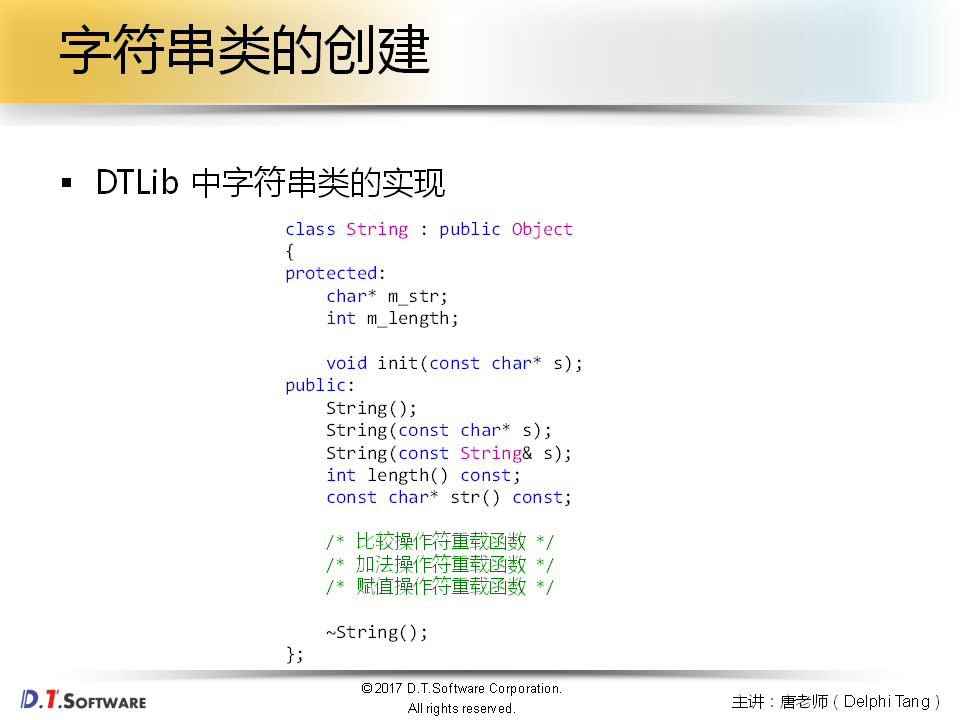 字符串类的创建
▪ DTLib 中字符串类的实现
class String : public Object
{
protected:
    char* m_str;
    int m_length;

    void init(const char* s);
public:
    String();
    String(const char* s);
    String(const String& s);
    int length() const;
    const char* str() const;

    /* 比较操作符重载函数 */
    /* 加法操作符重载函数 */
    /* 赋值操作符重载函数 */

    ~String();
};
D.T.SOFTWARE
©2017 D.T.Software Corporation.
All rights reserved.
主讲：唐老师（Delphi Tang）